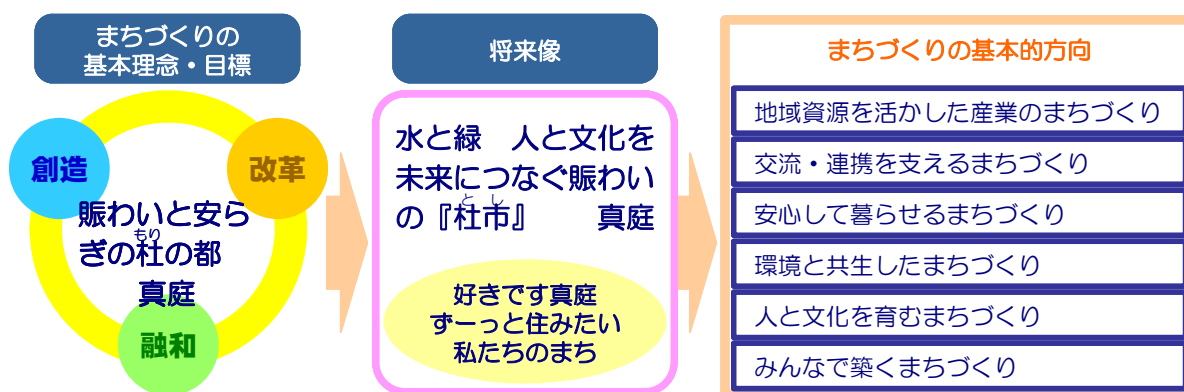 まちづくりの
基本理念・目標
創造
改革
賑わいと安ら
もり
ぎの杜の都
真庭
融和
将来像
水と緑　人と文化を
未来につなぐ賑わい
とし
の『杜市』　　真庭
好きです真庭
ずーっと住みたい
私たちのまち
まちづくりの基本的方向
地域資源を活かした産業のまちづくり
交流・連携を支えるまちづくり
安心して暮らせるまちづくり
環境と共生したまちづくり
人と文化を育むまちづくり
みんなで築くまちづくり